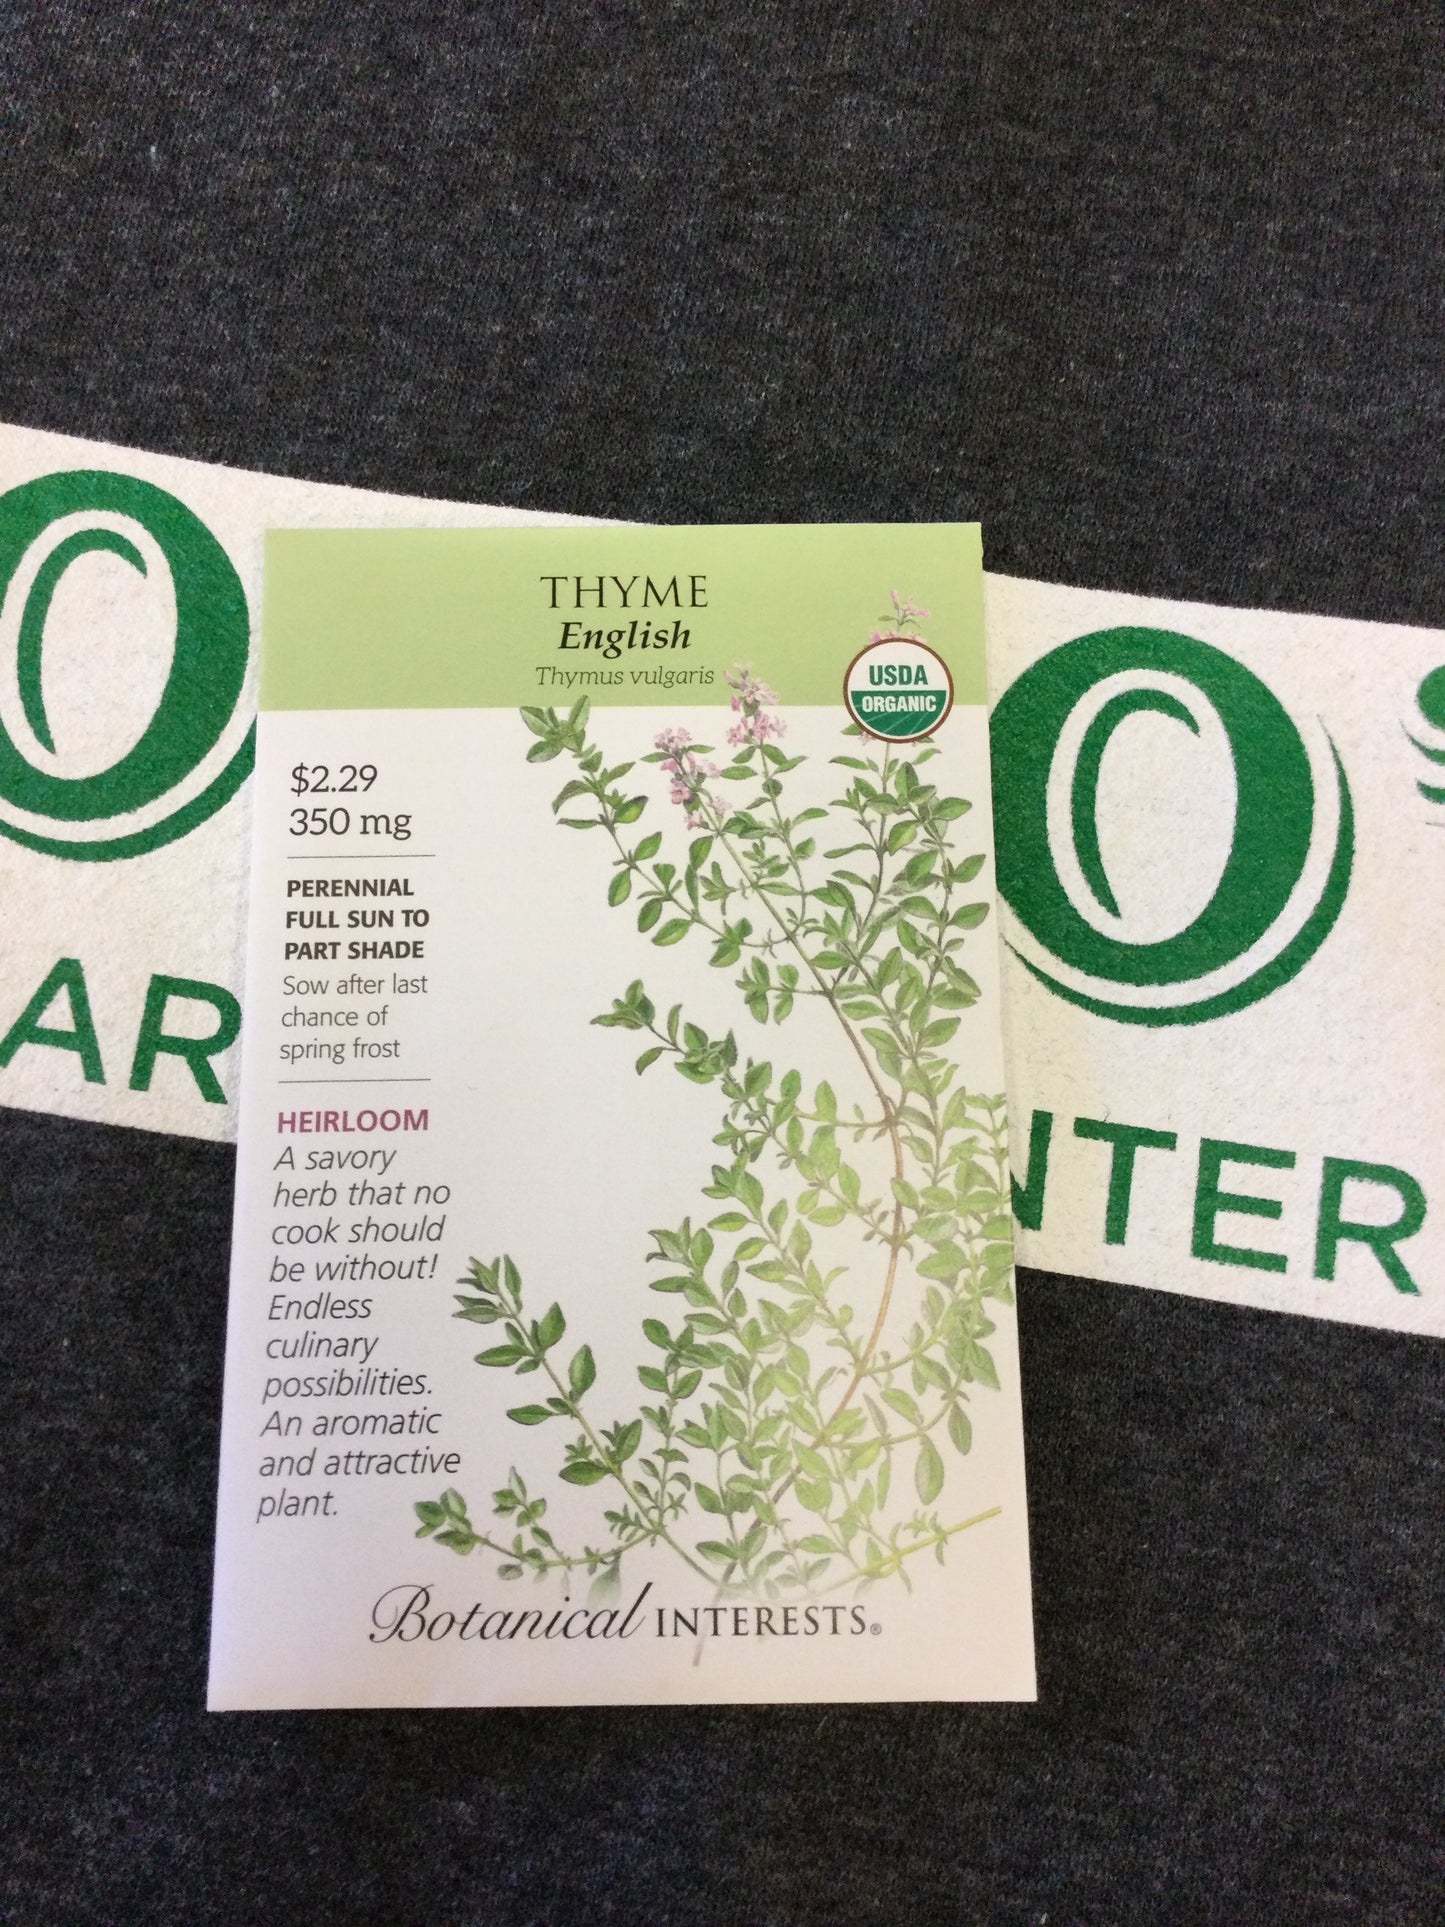 THYME
English
Thymus vulgaris
USDA
ORGANIC
$2.29
350 mg
PERENNIAL
FULL SUN TO
PART SHADE
Sow after last
chance of
spring frost
HEIRLOOM
A savory
herb that no
cook should
be without!
Endless
culinary
possibilities.
An aromatic
and attractive
plant.
Botanical INTERESTS®
O O
AR NTER